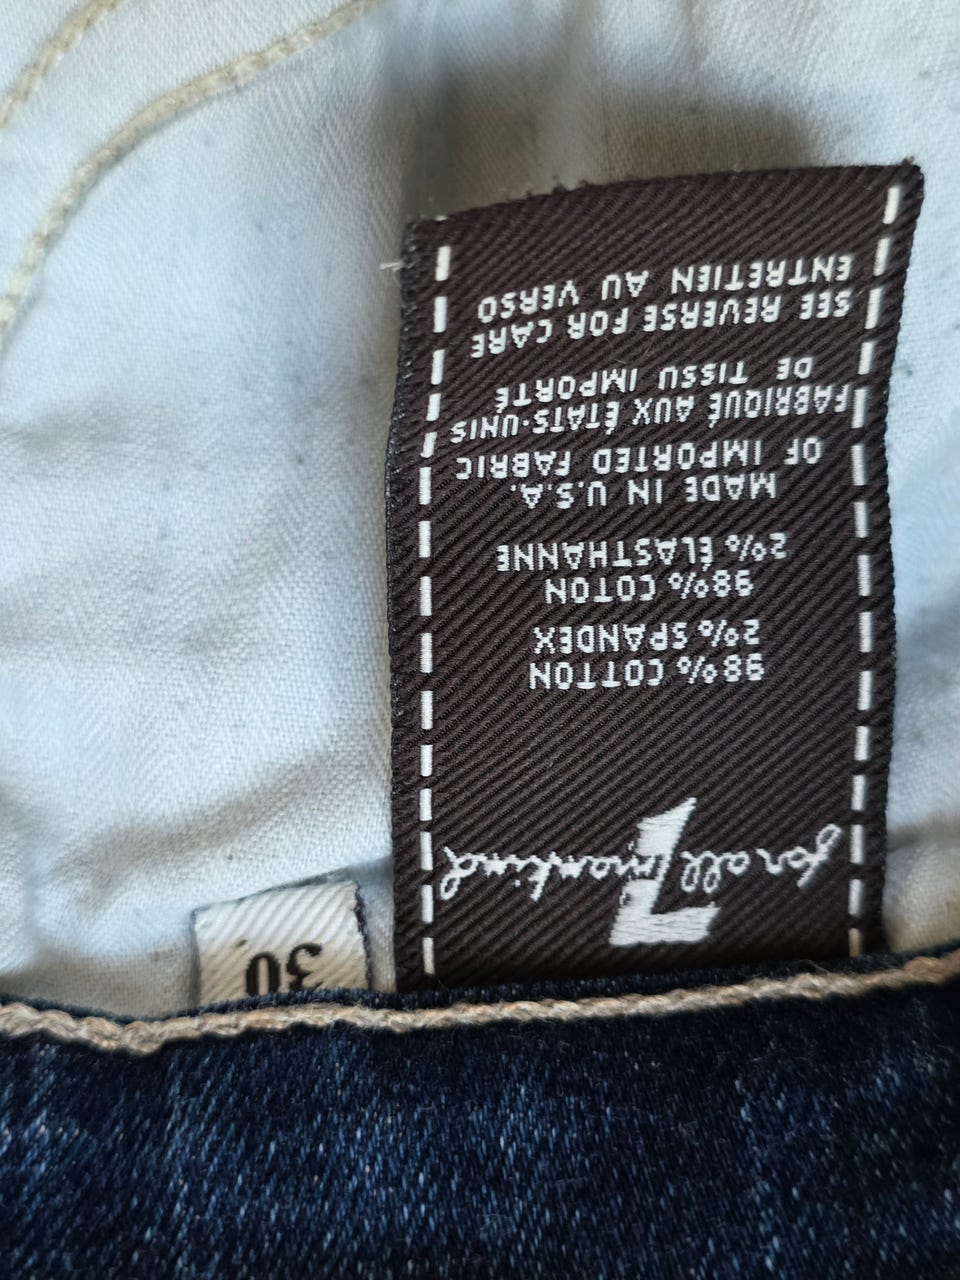 7
for all mankind
98% COTTON
2% SPANDEX
98% COTON
2% ÉLASTHANNE
MADE IN U.S.A.
OF IMPORTED FABRIC
FABRIQUÉ AUX ÉTATS-UNIS
DE TISSU IMPORTÉ
SEE REVERSE FOR CARE
ENTRETIEN AU VERSO
30